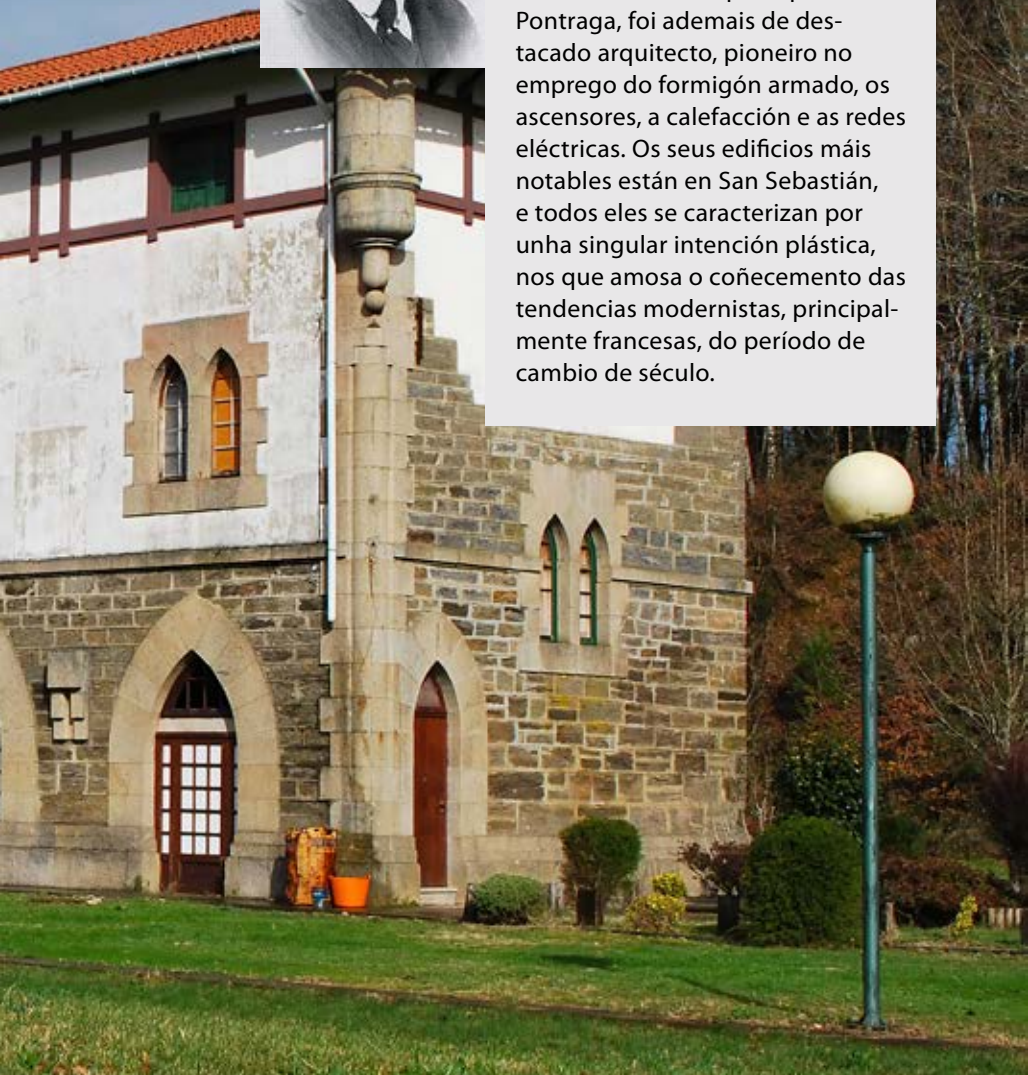 Pontraga, foi ademais de des-
tacado arquitecto, pioneiro no
emprego do formigón armado, os
ascensores, a calefacción e as redes
eléctricas. Os seus edificios máis
notables están en San Sebastián,
e todos eles se caracterizan por
unha singular intención plástica,
nos que amosa o coñecemento das
tendencias modernistas, principal-
mente francesas, do período de
cambio de século.